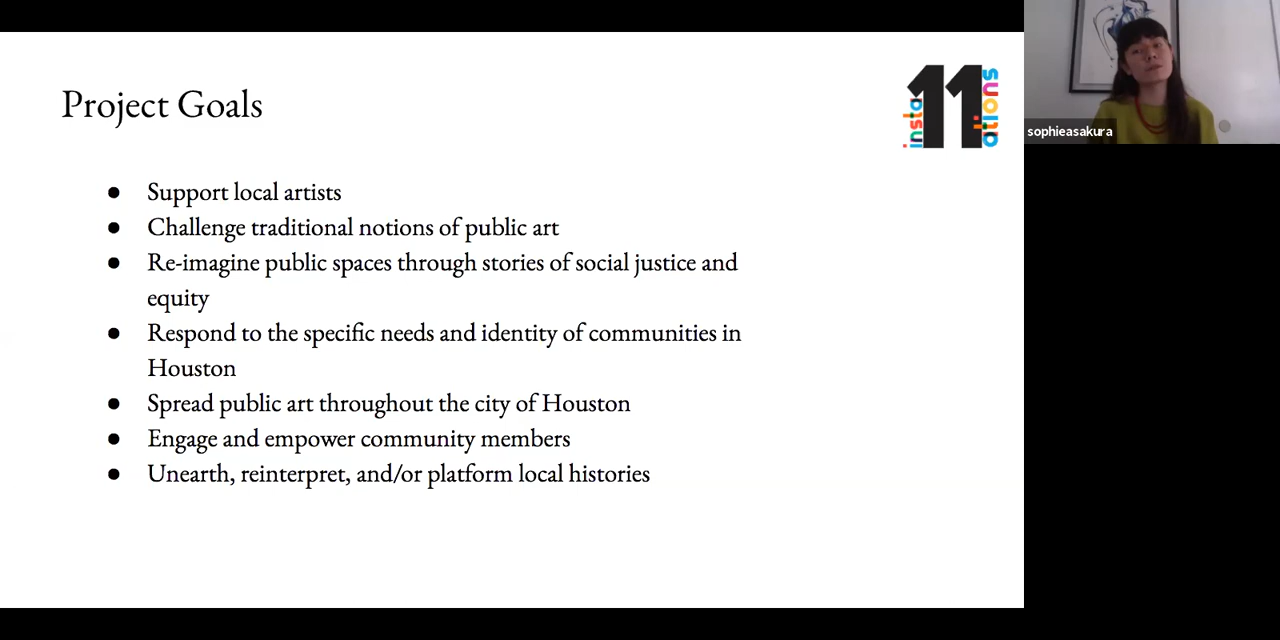 Project Goals
insta11ations
● Support local artists
● Challenge traditional notions of public art
● Re-imagine public spaces through stories of social justice and
equity
● Respond to the specific needs and identity of communities in
Houston
● Spread public art throughout the city of Houston
● Engage and empower community members
● Unearth, reinterpret, and/or platform local histories
sophieasakura